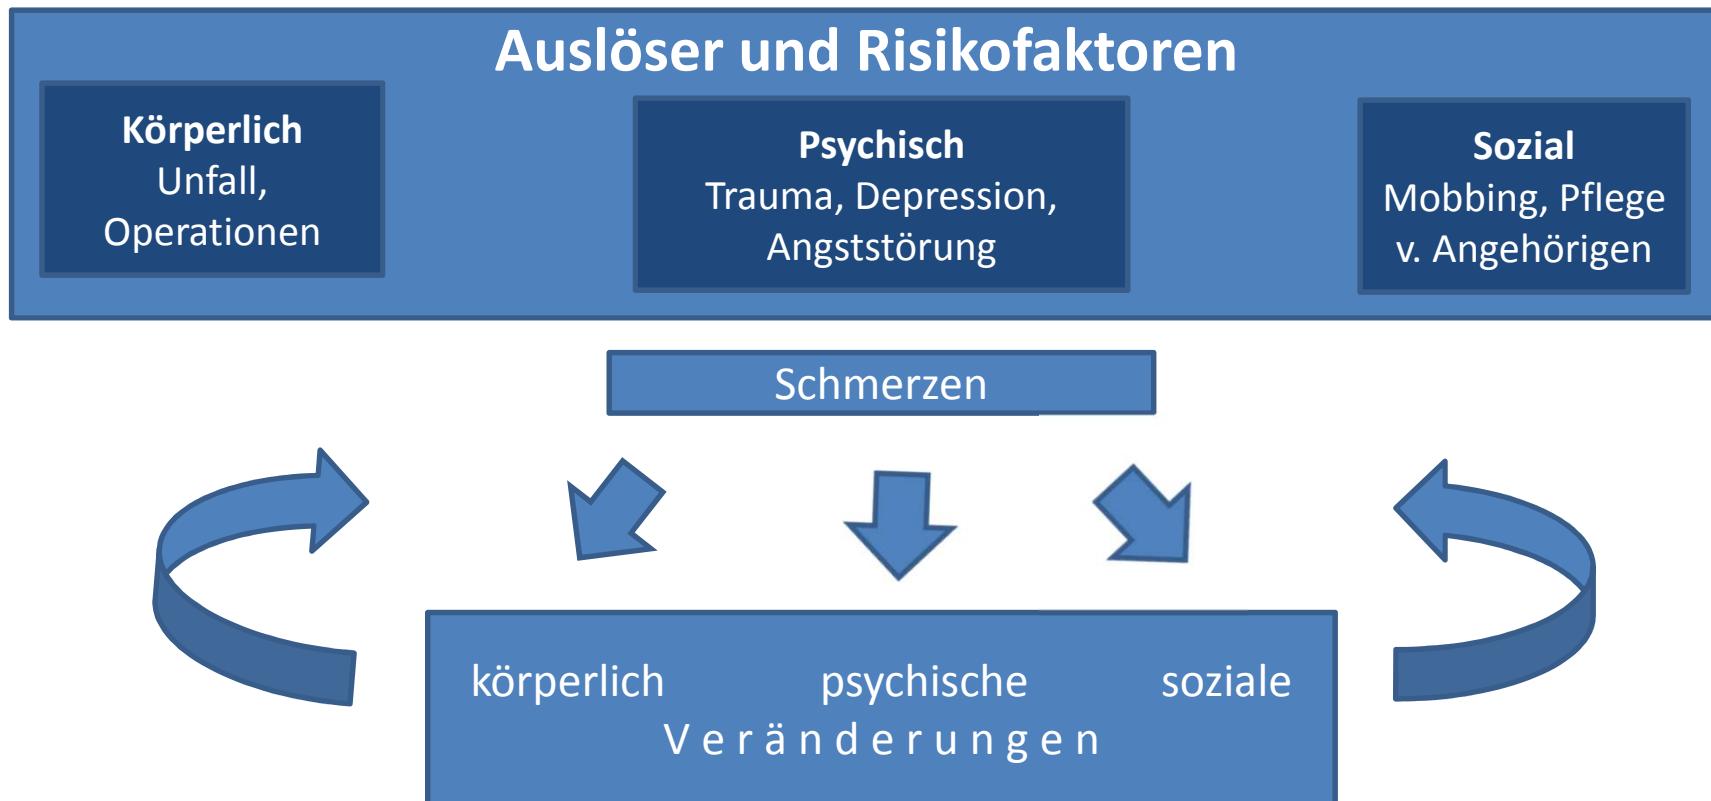 Auslöser und Risikofaktoren
Körperlich
Unfall,
Operationen
Psychisch
Trauma, Depression,
Angststörung
Sozial
Mobbing, Pflege
v. Angehörigen
Schmerzen
körperlich psychische soziale
V e r ä n d e r u n g e n